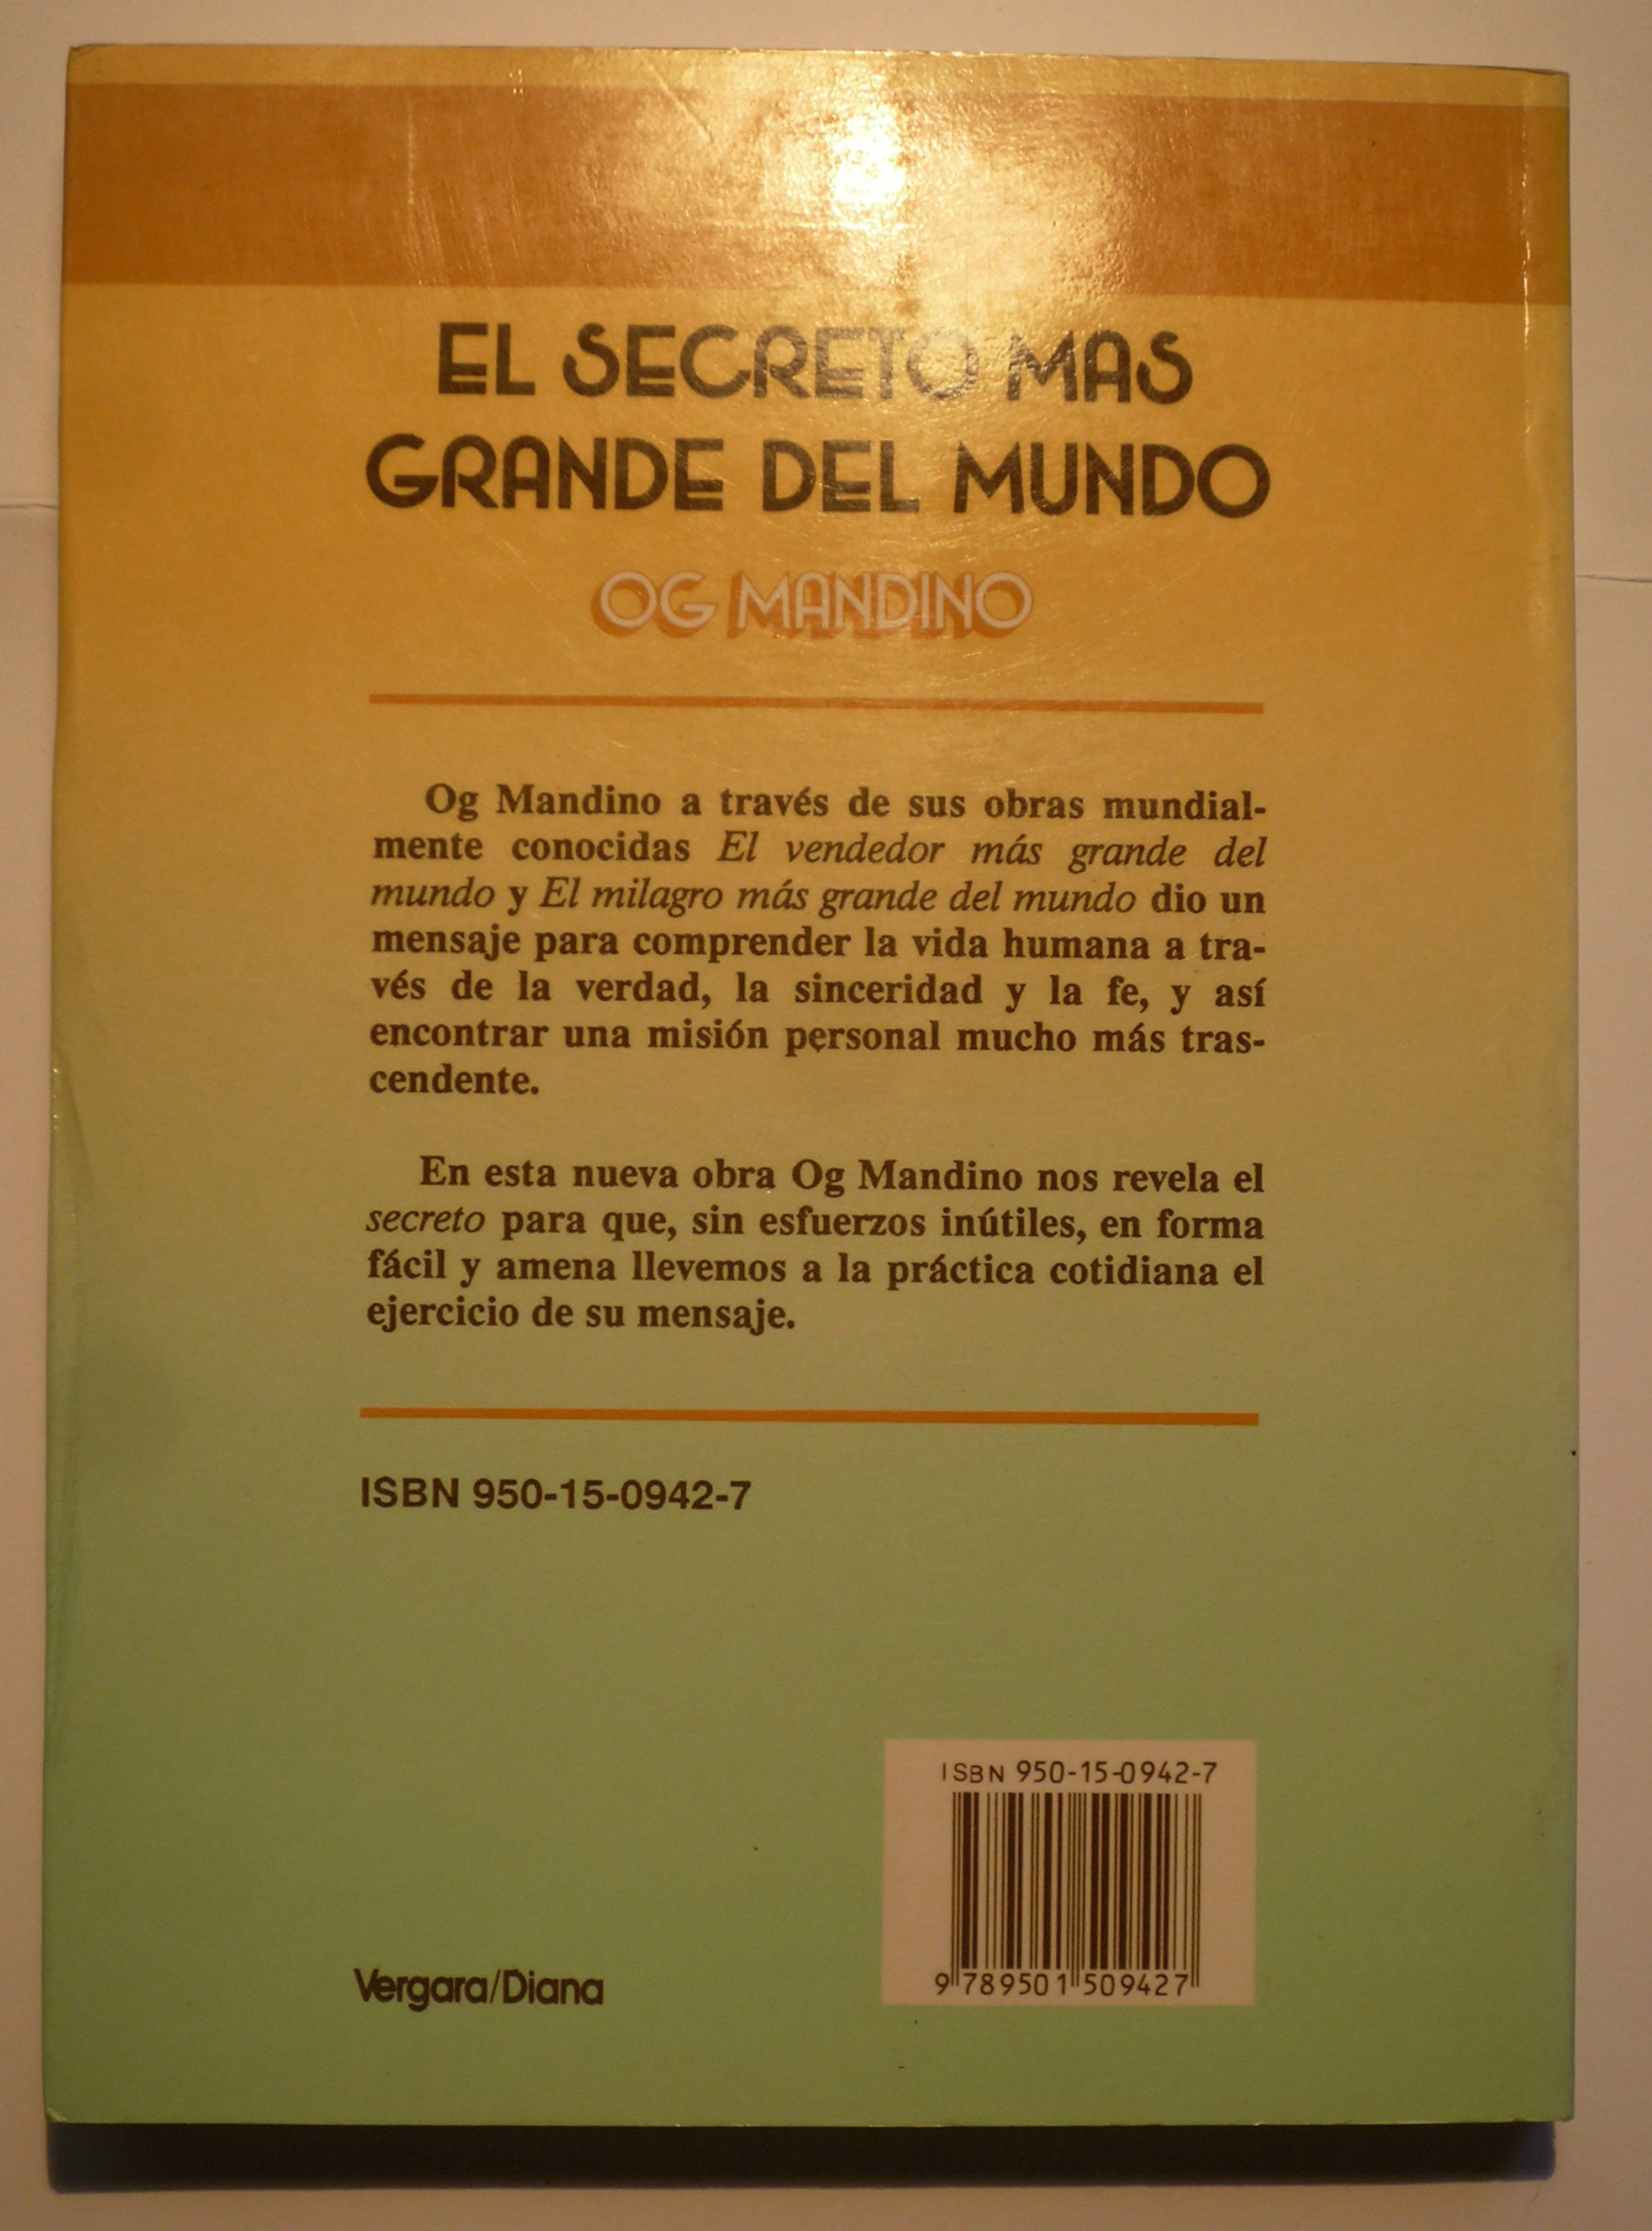 EL SECRETO MAS
GRANDE DEL MUNDO
OG MANDINO
Og Mandino a través de sus obras mundial-
mente conocidas El vendedor más grande del
mundo y El milagro más grande del mundo dio un
mensaje para comprender la vida humana a tra-
vés de la verdad, la sinceridad y la fe, y así
encontrar una misión personal mucho más tras-
cendente.
En esta nueva obra Og Mandino nos revela el
secreto para que, sin esfuerzos inútiles, en forma
fácil y amena llevemos a la práctica cotidiana el
ejercicio de su mensaje.
ISBN 950-15-0942-7
ISBN 950-15-0942-7
9 789501 509427
Vergara/Diana